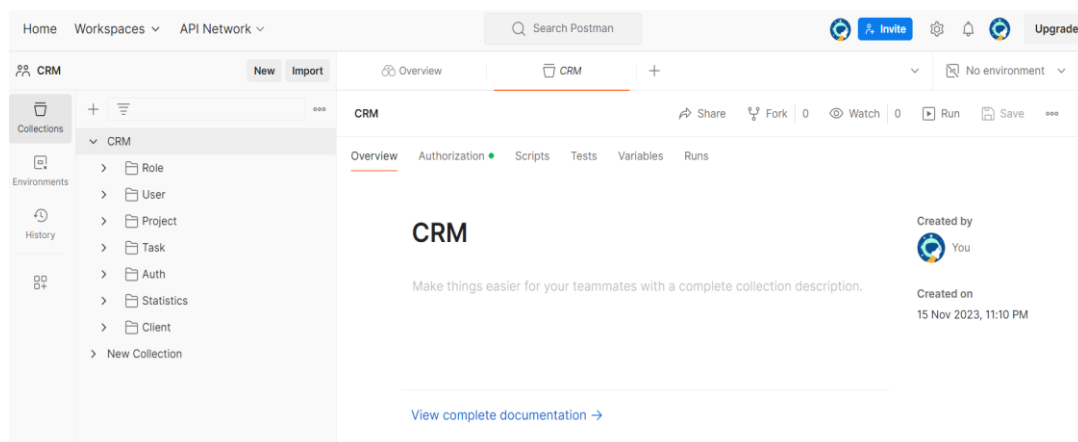 Home Workspaces API Network Search Postman Invite Upgrade
CRM New Import Overview CRM No environment
Collections
Environments
History
CRM
Role
User
Project
Task
Auth
Statistics
Client
New Collection
CRM Share Fork 0 Watch 0 Run Save
Overview Authorization Scripts Tests Variables Runs
CRM
Make things easier for your teammates with a complete collection description.
View complete documentation →
Created by
You
Created on
15 Nov 2023, 11:10 PM